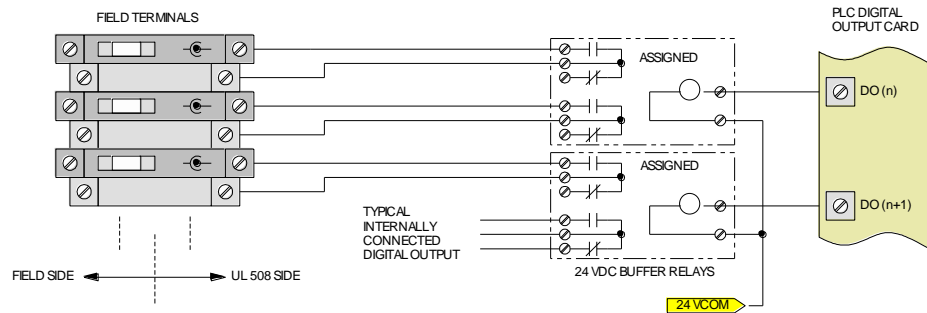 FIELD TERMINALS
PLC DIGITAL
OUTPUT CARD
ASSIGNED
DO (n)
ASSIGNED
DO (n+1)
TYPICAL
INTERNALLY
CONNECTED
DIGITAL OUTPUT
FIELD SIDE
UL 508 SIDE
24 VDC BUFFER RELAYS
24 VCOM